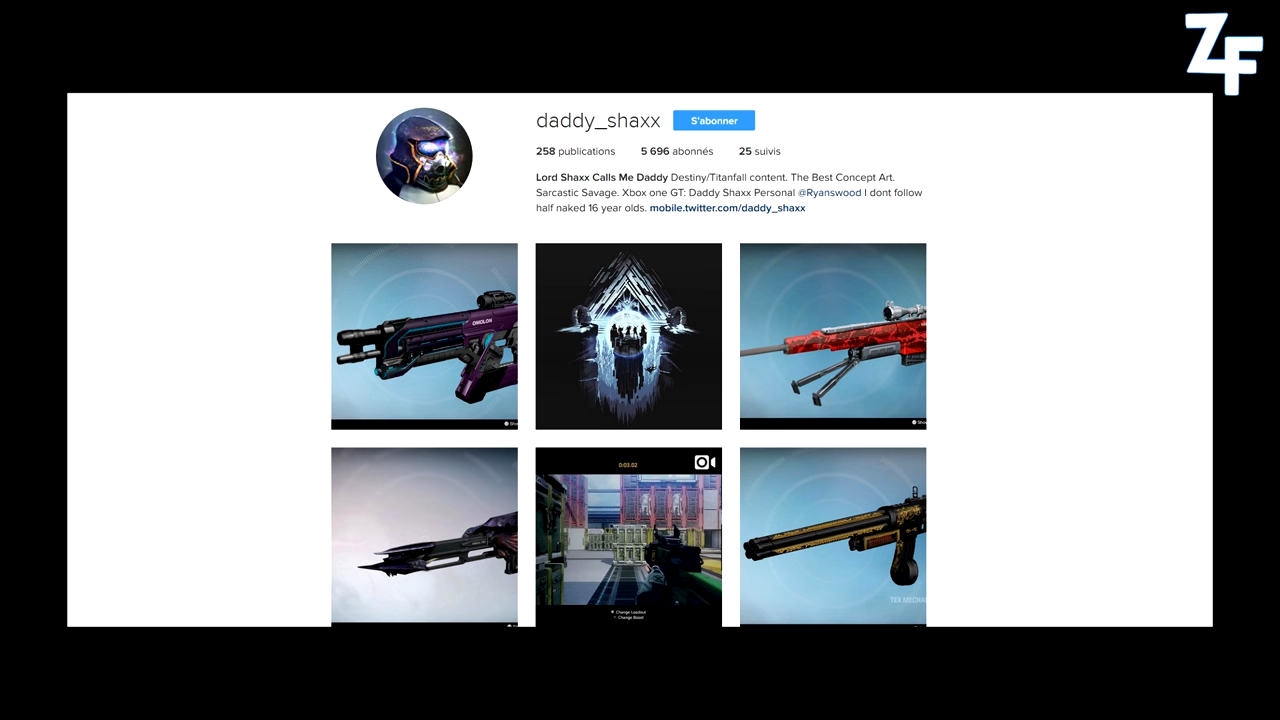 ZF
daddy_shaxx S'abonner
258 publications 5 696 abonnés 25 suivis
Lord Shaxx Calls Me Daddy Destiny/Titanfall content. The Best Concept Art.
Sarcastic Savage. Xbox one GT: Daddy Shaxx Personal @Ryanswood I dont follow
half naked 16 year olds. mobile.twitter.com/daddy_shaxx
OMOLON
0:03.02
Change Loadout
Change Boost
TEX MECHA